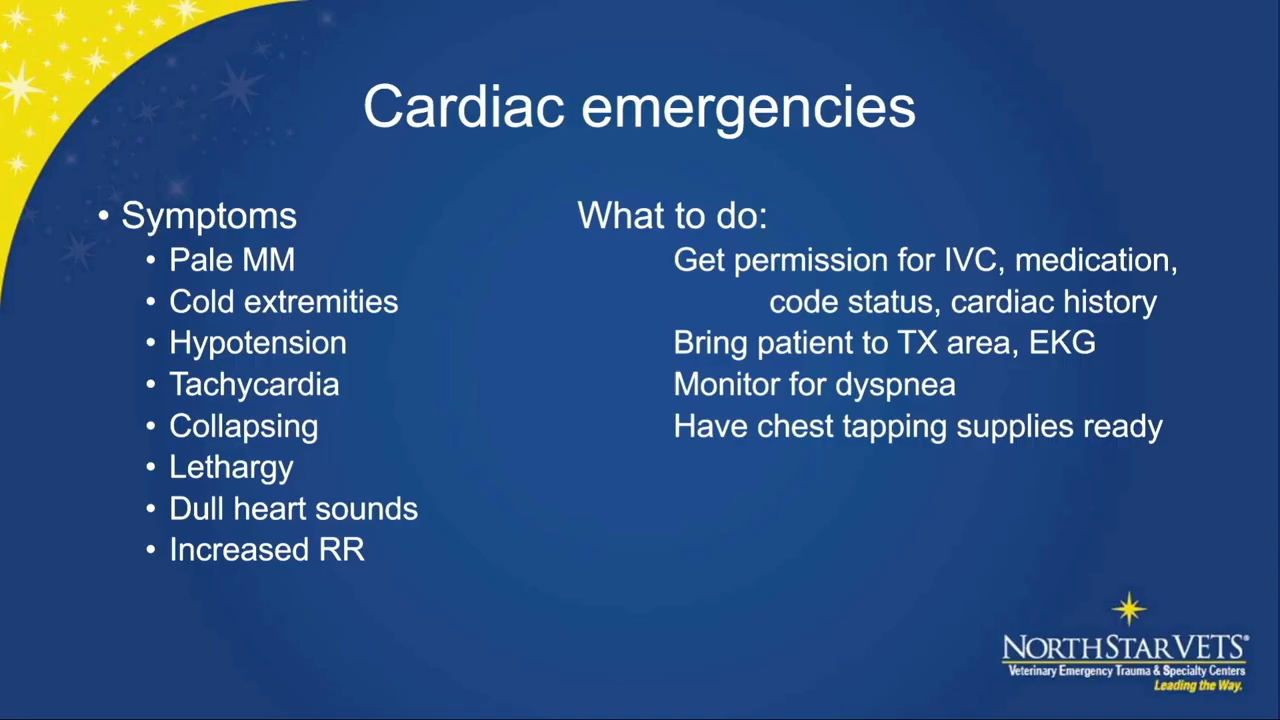 Cardiac emergencies
• Symptoms
• Pale MM
• Cold extremities
• Hypotension
• Tachycardia
• Collapsing
• Lethargy
• Dull heart sounds
• Increased RR
What to do:
Get permission for IVC, medication,
code status, cardiac history
Bring patient to TX area, EKG
Monitor for dyspnea
Have chest tapping supplies ready
NORTHSTAR VETS®
Veterinary Emergency Trauma & Specialty Centers
Leading the Way.